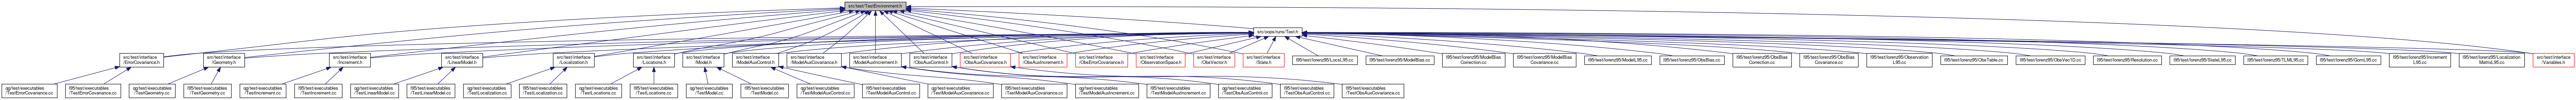 src/test/TestEnvironment.h
src/oops/runs/Test.h
src/test/interface
/ErrorCovariance.h
src/test/interface
/Geometry.h
src/test/interface
/Increment.h
src/test/interface
/LinearModel.h
src/test/interface
/Localization.h
src/test/interface
/Locations.h
src/test/interface
/Model.h
src/test/interface
/ModelAuxControl.h
src/test/interface
/ModelAuxCovariance.h
src/test/interface
/ModelAuxIncrement.h
src/test/interface
/ObsAuxControl.h
src/test/interface
/ObsAuxCovariance.h
src/test/interface
/ObsAuxIncrement.h
src/test/interface
/ObsErrorCovariance.h
src/test/interface
/ObservationSpace.h
src/test/interface
/ObsVector.h
src/test/interface
/State.h
l95/test/lorenz95/LocsL95.cc
l95/test/lorenz95/ModelBias.cc
l95/test/lorenz95/ModelBias
Correction.cc
l95/test/lorenz95/ModelBias
Covariance.cc
l95/test/lorenz95/ModelL95.cc
l95/test/lorenz95/ObsBias.cc
l95/test/lorenz95/ObsBias
Correction.cc
l95/test/lorenz95/ObsBias
Covariance.cc
l95/test/lorenz95/Observation
L95.cc
l95/test/lorenz95/ObsTable.cc
l95/test/lorenz95/ObsVec1D.cc
l95/test/lorenz95/Resolution.cc
l95/test/lorenz95/StateL95.cc
l95/test/lorenz95/TLML95.cc
l95/test/lorenz95/GomL95.cc
l95/test/lorenz95/Increment
L95.cc
l95/test/lorenz95/Localization
MatrixL95.cc
src/test/interface
/Variables.h
qg/test/executables
/TestErrorCovariance.cc
l95/test/executables
/TestErrorCovariance.cc
qg/test/executables
/TestGeometry.cc
l95/test/executables
/TestGeometry.cc
qg/test/executables
/TestIncrement.cc
l95/test/executables
/TestIncrement.cc
qg/test/executables
/TestLinearModel.cc
l95/test/executables
/TestLinearModel.cc
qg/test/executables
/TestLocalization.cc
l95/test/executables
/TestLocalization.cc
qg/test/executables
/TestLocations.cc
l95/test/executables
/TestLocations.cc
qg/test/executables
/TestModel.cc
l95/test/executables
/TestModel.cc
qg/test/executables
/TestModelAuxControl.cc
l95/test/executables
/TestModelAuxControl.cc
qg/test/executables
/TestModelAuxCovariance.cc
l95/test/executables
/TestModelAuxCovariance.cc
qg/test/executables
/TestModelAuxIncrement.cc
l95/test/executables
/TestModelAuxIncrement.cc
qg/test/executables
/TestObsAuxControl.cc
l95/test/executables
/TestObsAuxControl.cc
l95/test/executables
/TestObsAuxCovariance.cc